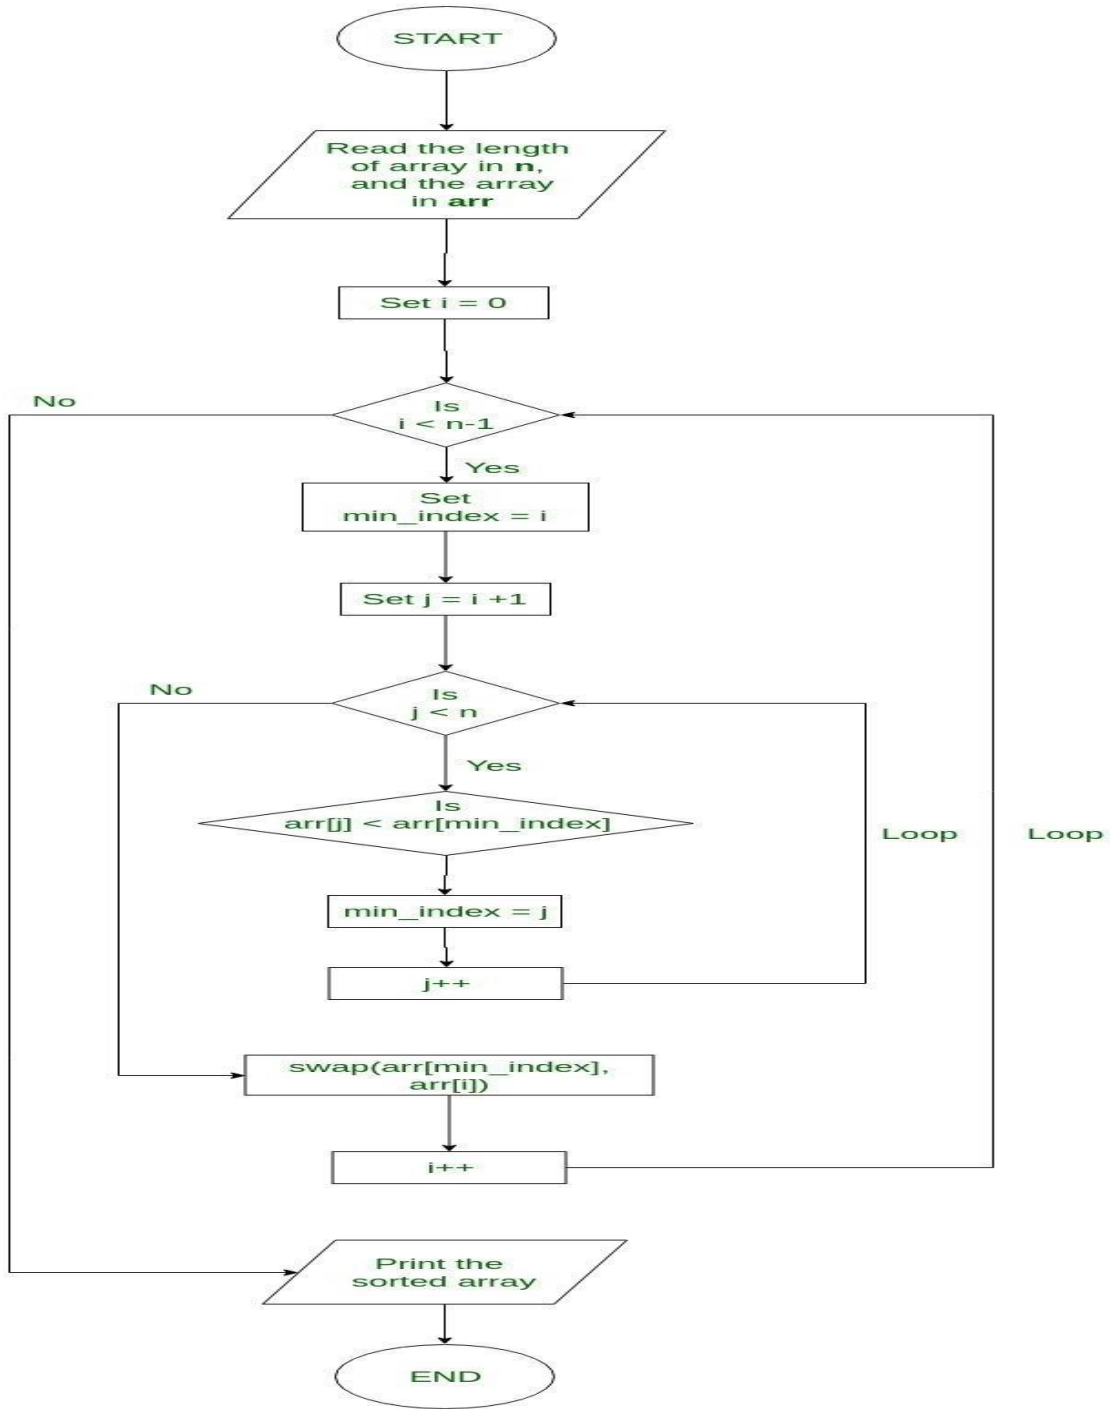 START
Read the length
of array in n,
and the array
in arr
Set i = 0
No
Is
i < n-1
Yes
Set
min_index = i
Set j = i +1
No
Is
j < n
Yes
Is
arr[j] < arr[min_index]
Loop
Loop
min_index = j
j++
swap(arr[min_index],
arr[i])
i++
Print the
sorted array
END